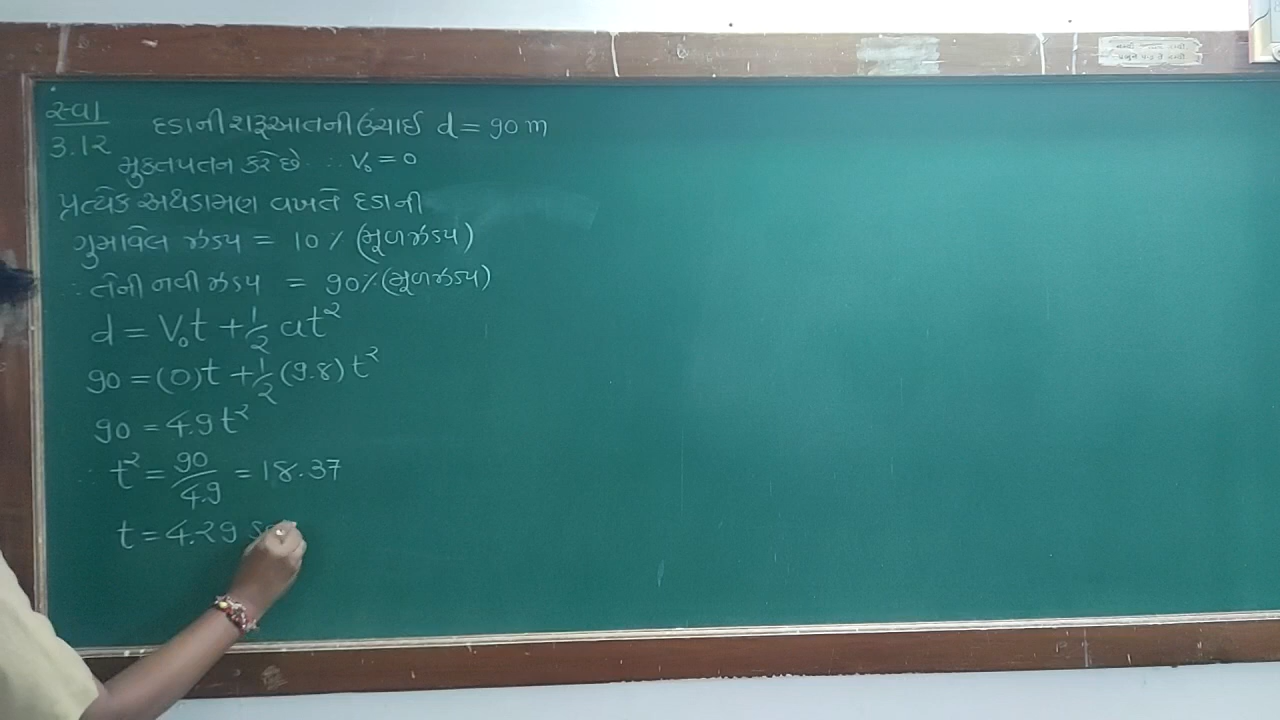 સ્વા
3.12
દડાની શરૂઆતની ઉંચાઈ d = 90 m
મુક્તપતન કરે છે ∴ V₀ = 0
પ્રત્યેક અથડામણ વખતે દડાની
ગુમાવેલ ઝડપ = 10 % (મૂળઝડપ)
∴ તેની નવી ઝડપ = 90% (મૂળઝડપ)
d = V₀t + 1/2 at²
90 = (0)t + 1/2 (9.8) t²
90 = 4.9 t²
∴ t² = 90/4.9 = 18.37
t = 4.29